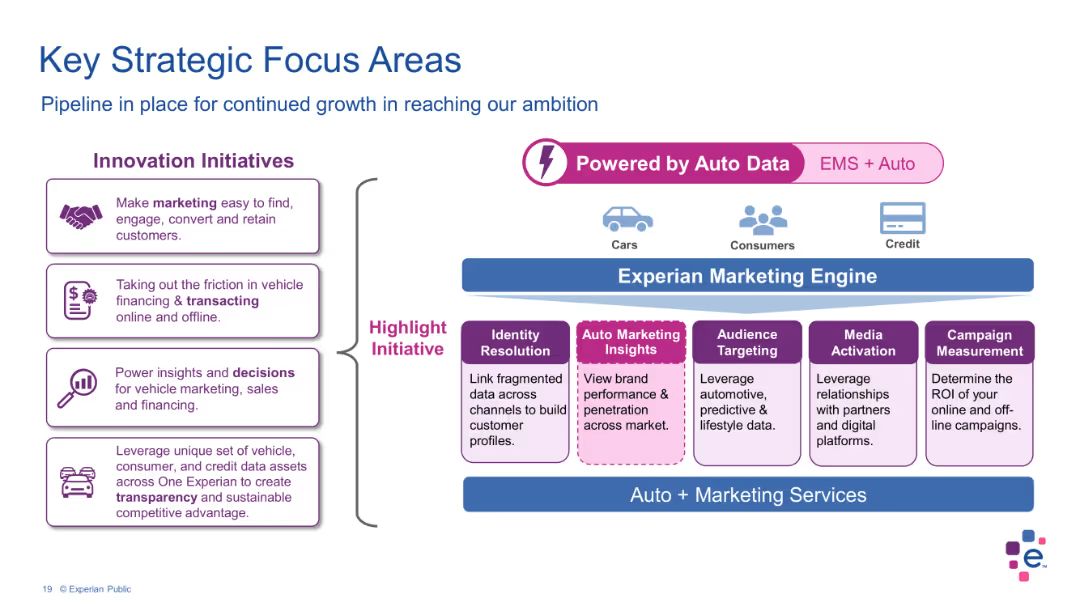 Key Strategic Focus Areas
Pipeline in place for continued growth in reaching our ambition
Innovation Initiatives
Make marketing easy to find,
engage, convert and retain
customers.
Taking out the friction in vehicle
financing & transacting
online and offline.
Power insights and decisions
for vehicle marketing, sales
and financing.
Leverage unique set of vehicle,
consumer, and credit data assets
across One Experian to create
transparency and sustainable
competitive advantage.
Highlight
Initiative
Powered by Auto Data
EMS + Auto
Cars
Consumers
Credit
Experian Marketing Engine
Identity
Resolution
Link fragmented
data across
channels to build
customer
profiles.
Auto Marketing
Insights
View brand
performance &
penetration
across market.
Audience
Targeting
Leverage
automotive,
predictive &
lifestyle data.
Media
Activation
Leverage
relationships
with partners
and digital
platforms.
Campaign
Measurement
Determine the
ROI of your
online and off-
line campaigns.
Auto + Marketing Services
e™
19 © Experian Public